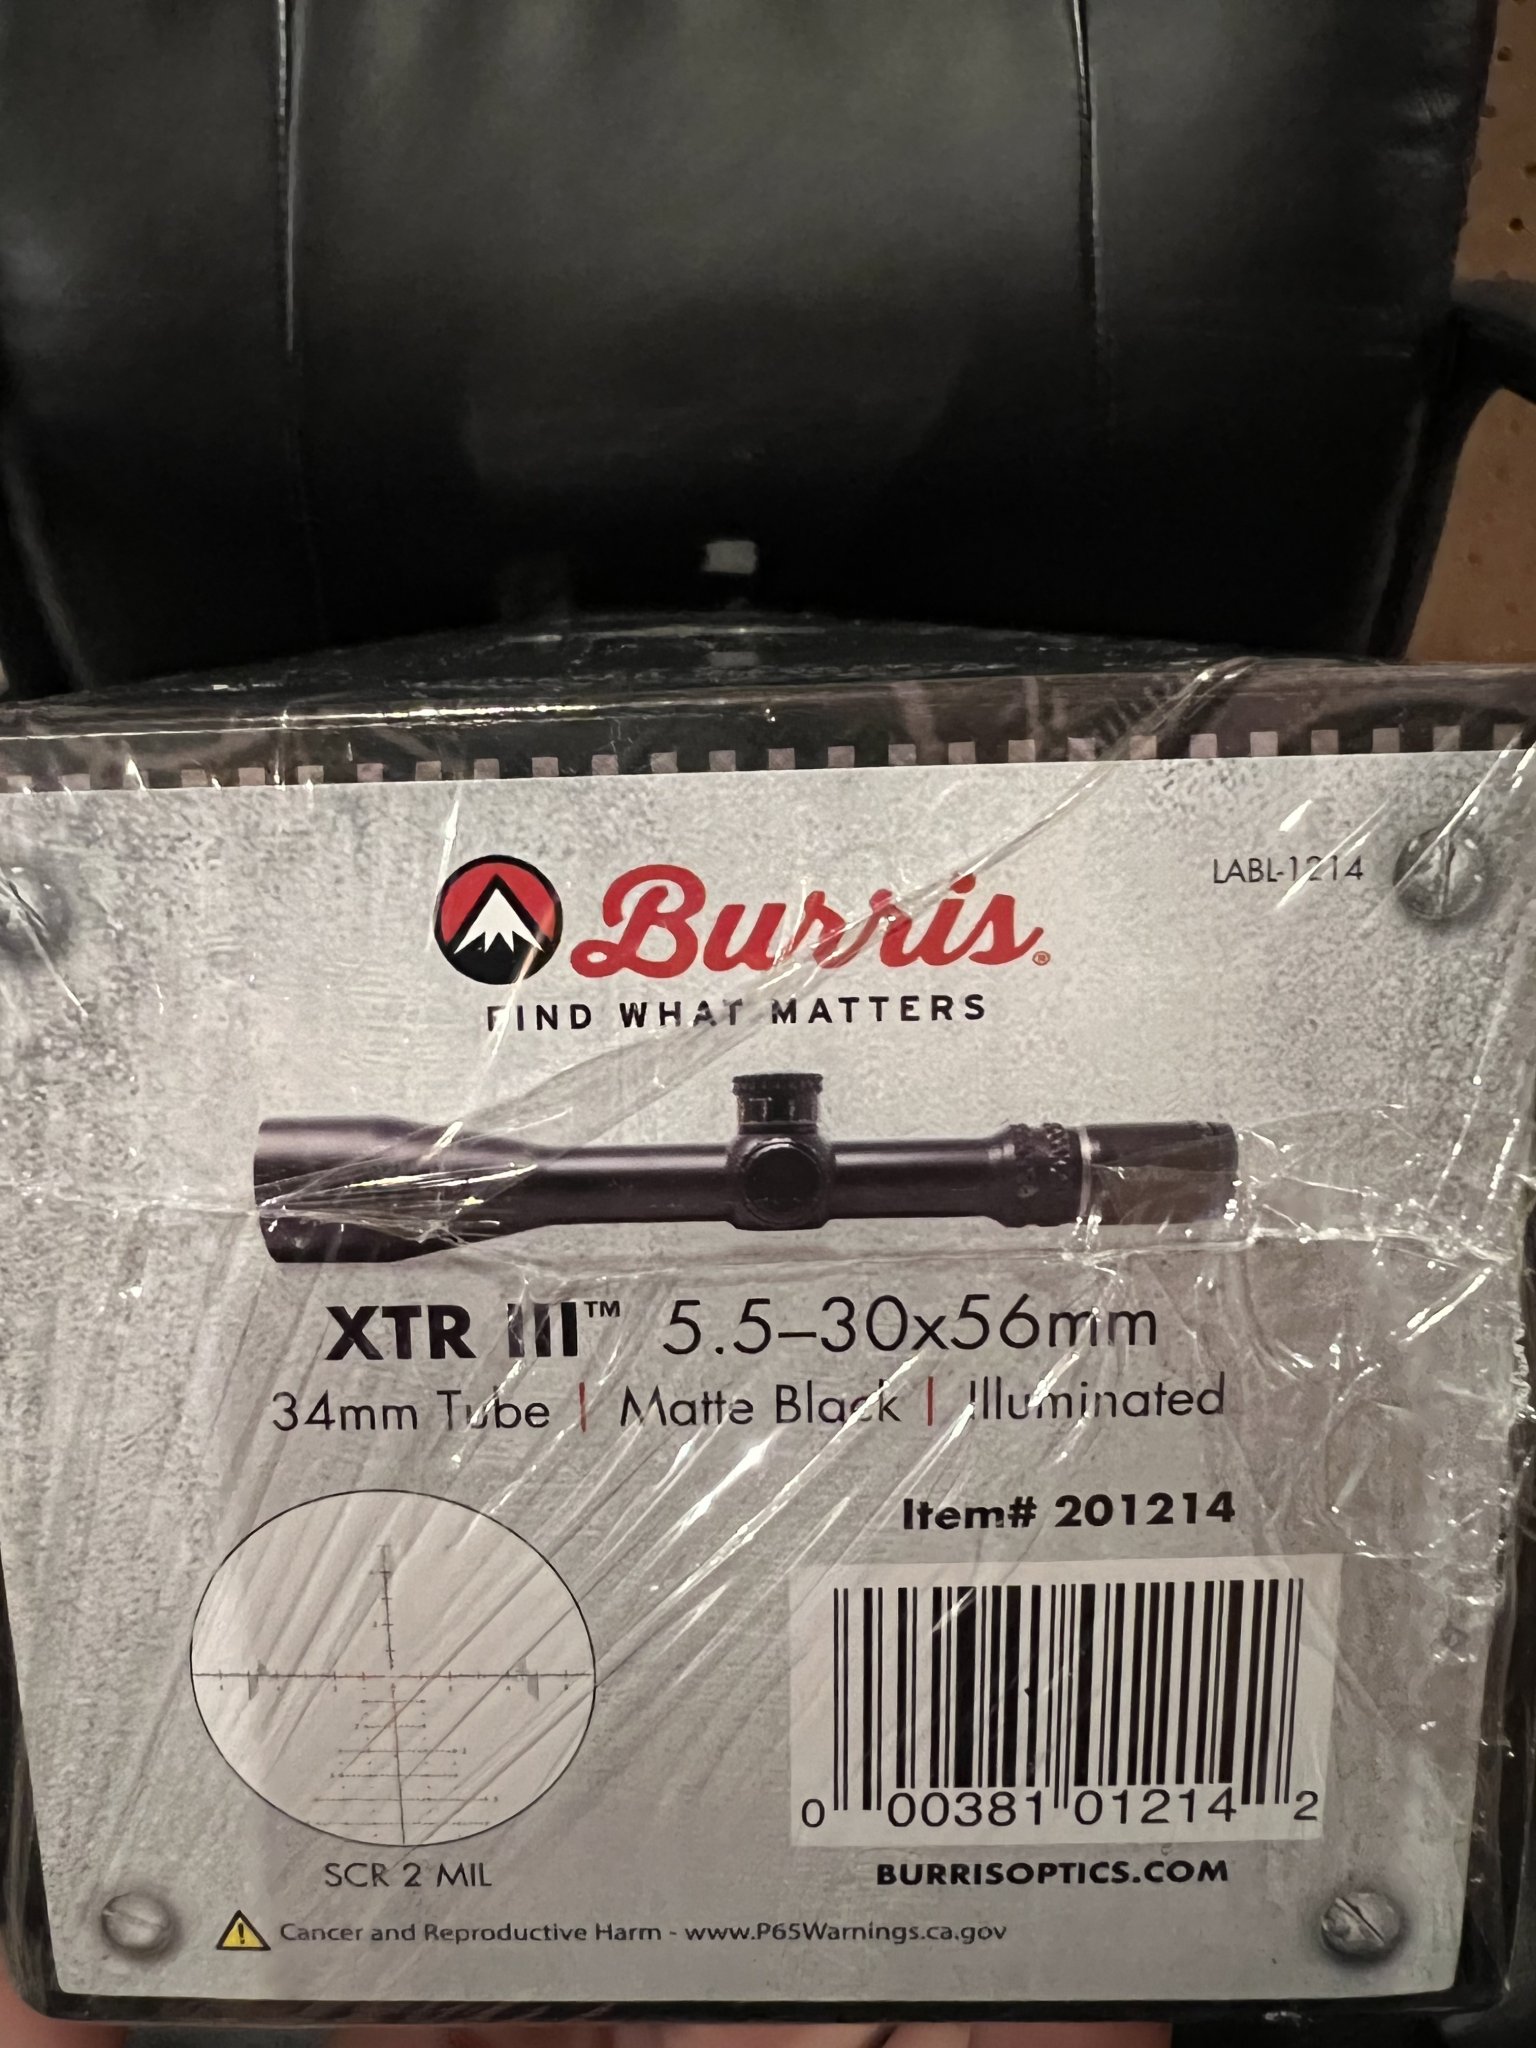 LABL-1214
Burris®
FIND WHAT MATTERS
XTR III™ 5.5–30x56mm
34mm Tube | Matte Black | Illuminated
Item# 201214
0 00381 01214 2
SCR 2 MIL
BURRISOPTICS.COM
Cancer and Reproductive Harm - www.P65Warnings.ca.gov